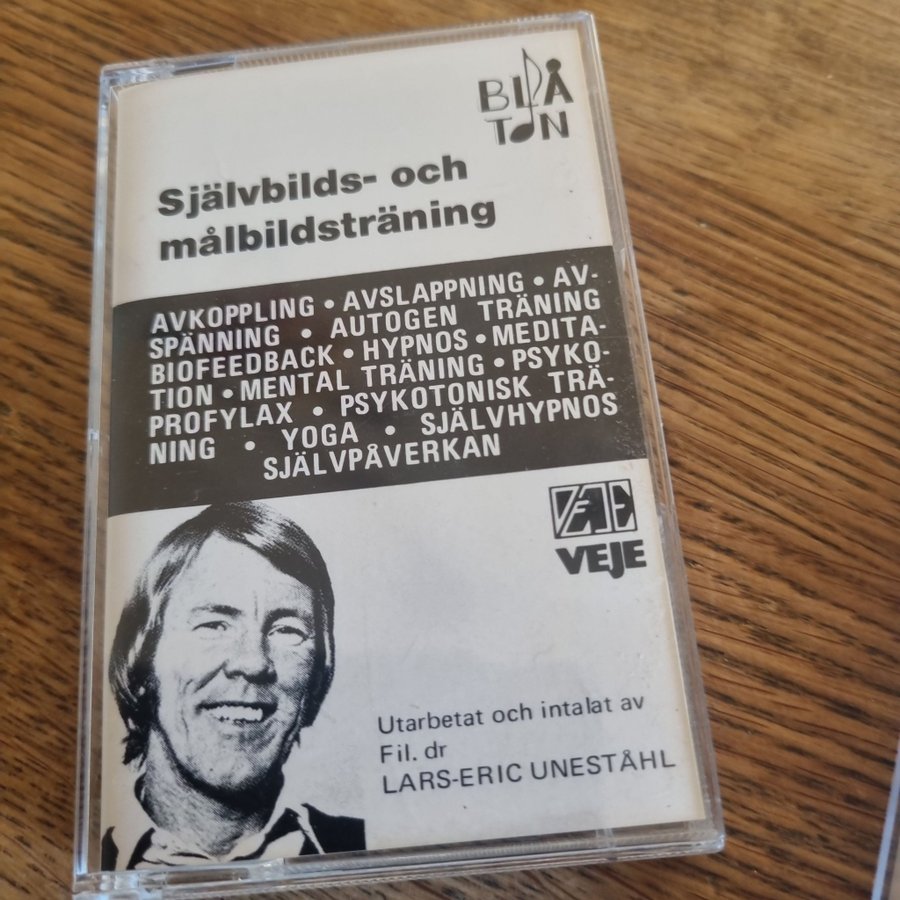 BLÅ
TON
Självbilds- och
målbildsträning
AVKOPPLING • AVSLAPPNING • AV-
SPÄNNING • AUTOGEN TRÄNING
BIOFEEDBACK • HYPNOS • MEDITA-
TION • MENTAL TRÄNING • PSYKO-
PROFYLAX • PSYKOTONISK TRÄ-
NING • YOGA • SJÄLVHYPNOS
SJÄLVPÅVERKAN
VEJE
Utarbetat och intalat av
Fil. dr
LARS-ERIC UNESTÅHL